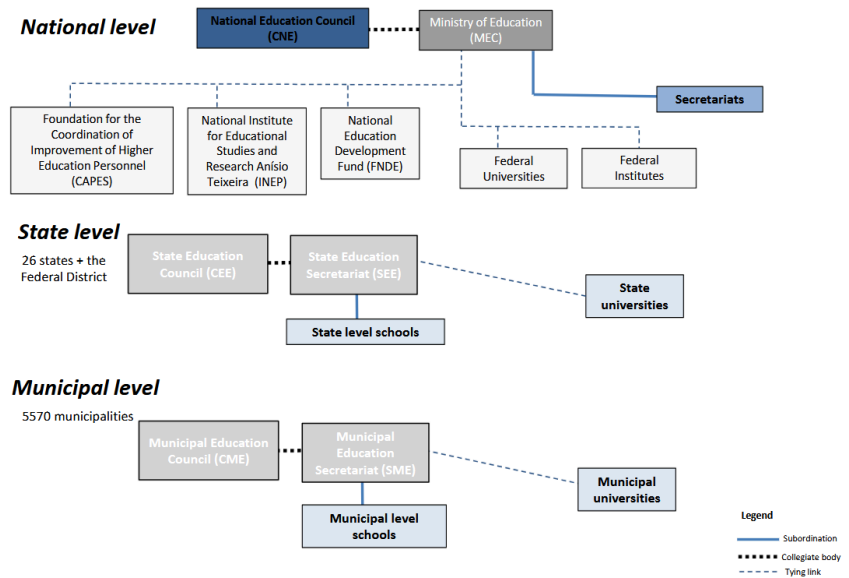 National level
National Education Council
(CNE)
Ministry of Education
(MEC)
Secretariats
Foundation for the
Coordination of
Improvement of Higher
Education Personnel
(CAPES)
National Institute
for Educational
Studies and
Research Anísio
Teixeira (INEP)
National
Education
Development
Fund (FNDE)
Federal
Universities
Federal
Institutes
State level
26 states + the
Federal District
State Education
Council (CEE)
State Education
Secretariat (SEE)
State
universities
State level schools
Municipal level
5570 municipalities
Municipal Education
Council (CME)
Municipal
Education
Secretariat (SME)
Municipal
universities
Municipal level
schools
Legend
Subordination
Collegiate body
Tying link